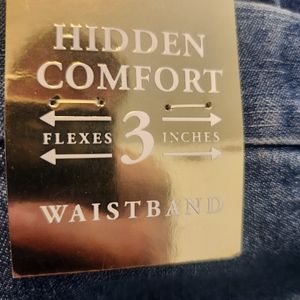 HIDDEN
COMFORT
FLEXES 3 INCHES
WAISTBAND